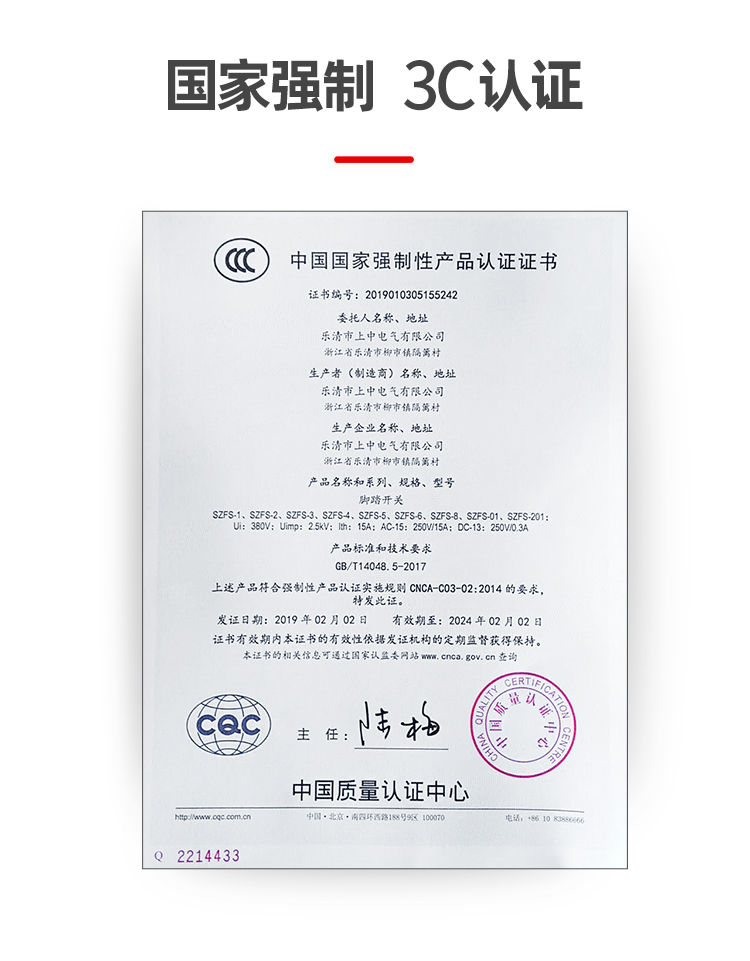 国家强制 3C认证
CCC
中国国家强制性产品认证证书
证书编号：2019010305155242
委托人名称、地址
乐清市上中电气有限公司
浙江省乐清市柳市镇隔篱村
生产者（制造商）名称、地址
乐清市上中电气有限公司
浙江省乐清市柳市镇隔篱村
生产企业名称、地址
乐清市上中电气有限公司
浙江省乐清市柳市镇隔篱村
产品名称和系列、规格、型号
脚踏开关
SZFS-1、SZFS-2、SZFS-3、SZFS-4、SZFS-5、SZFS-6、SZFS-8、SZFS-01、SZFS-201；
Ui：380V；Uimp：2.5kV；Ith：15A；AC-15：250V/15A；DC-13：250V/0.3A
产品标准和技术要求
GB/T14048.5-2017
上述产品符合强制性产品认证实施规则 CNCA-C03-02:2014 的要求，
特发此证。
发证日期：2019 年 02 月 02 日 有效期至：2024 年 02 月 02 日
证书有效期内本证书的有效性依据发证机构的定期监督获得保持。
本证书的相关信息可通过国家认监委网站 www.cnca.gov.cn 查询
CQC
主 任：陆梅
CHINA QUALITY CERTIFICATION CENTRE
中国质量认证中心
中国质量认证中心
http://www.cqc.com.cn 中国·北京·南四环西路188号9区 100070 电话：+86 10 83886666
Q 2214433